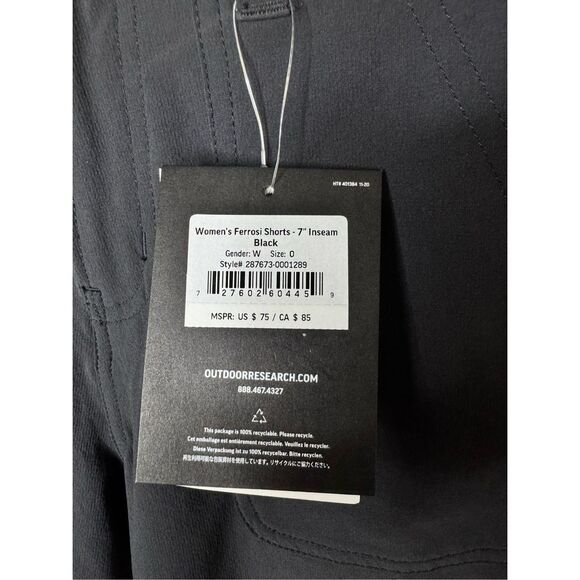 HT# 401384 11-20
Women's Ferrosi Shorts - 7" Inseam
Black
Gender: W Size: 0
Style# 287673-0001289
7 27602 60445 9
MSPR: US $ 75 / CA $ 85
OUTDOORRESEARCH.COM
888.467.4327
This package is 100% recyclable. Please recycle.
Cet emballage est entièrement recyclable. Veuillez le recycler.
Diese Verpackung ist zu 100% recycelbar. Bitte recyclen.
再生利用可能な包装資材を使用しています。リサイクルにご協力ください。